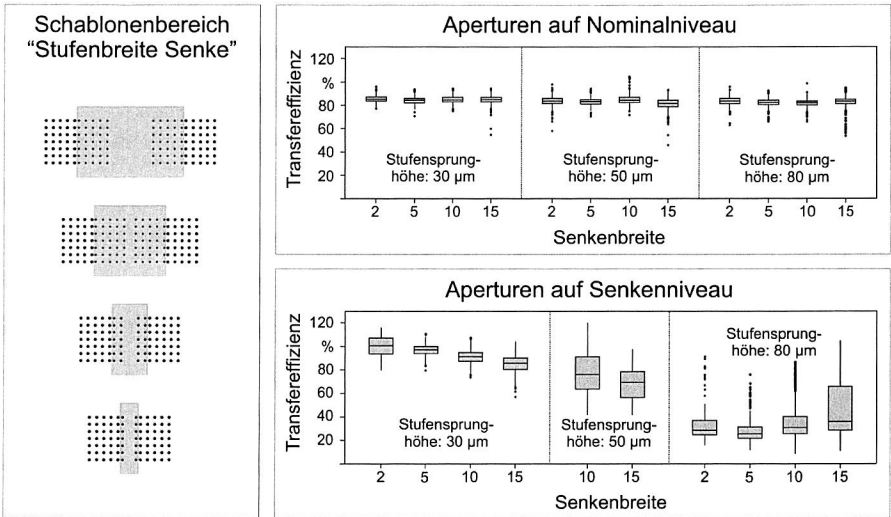 Schablonenbereich
“Stufenbreite Senke”
Aperturen auf Nominalniveau
Transfereffizienz
120
%
80
60
40
20
Stufensprung-
höhe: 30 µm
Stufensprung-
höhe: 50 µm
Stufensprung-
höhe: 80 µm
2 5 10 15 2 5 10 15 2 5 10 15
Senkenbreite
Aperturen auf Senkenniveau
Transfereffizienz
120
%
80
60
40
20
Stufensprung-
höhe: 30 µm
Stufensprung-
höhe: 50 µm
Stufensprung-
höhe: 80 µm
2 5 10 15 10 15 2 5 10 15
Senkenbreite